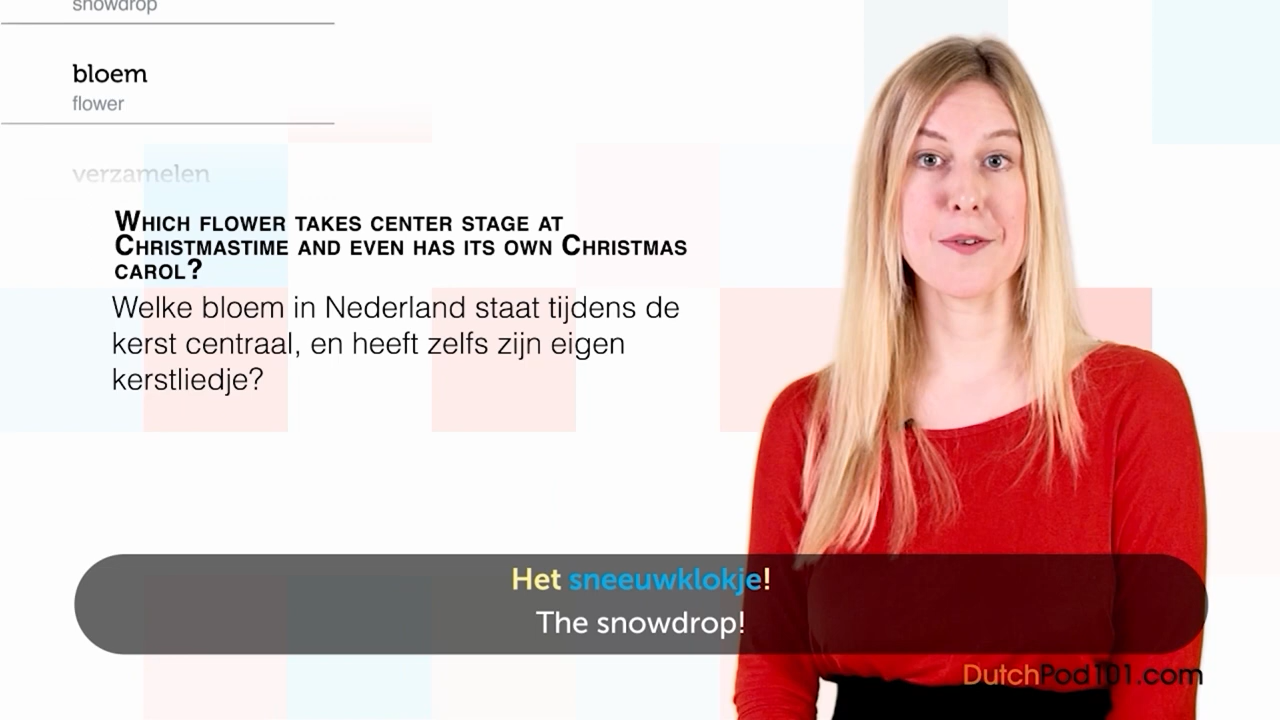 snowdrop
bloem
flower
verzamelen
Which flower takes center stage at
Christmastime and even has its own Christmas
carol?
Welke bloem in Nederland staat tijdens de
kerst centraal, en heeft zelfs zijn eigen
kerstliedje?
Het sneeuwklokje!
The snowdrop!
DutchPod101.com